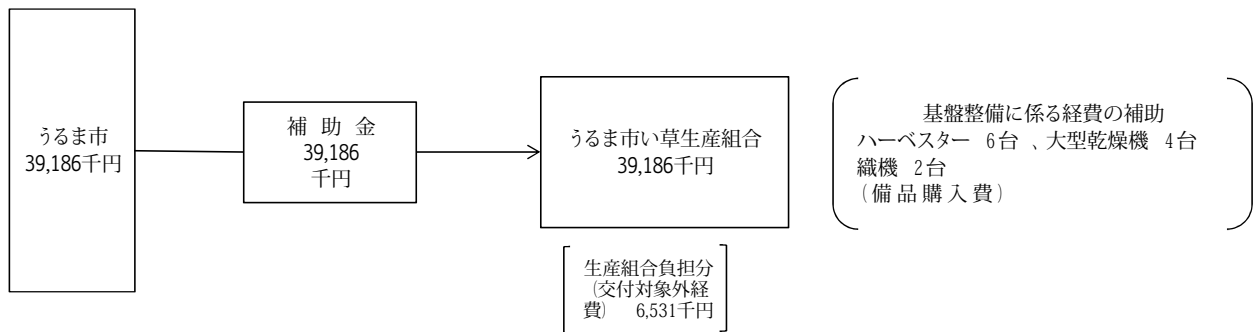 うるま市
39,186千円
補 助 金
39,186
千円
うるま市い草生産組合
39,186千円
基盤整備に係る経費の補助
ハーベスター 6台 、大型乾燥機 4台
織機 2台
(備品購入費)
生産組合負担分
(交付対象外経
費) 6,531千円